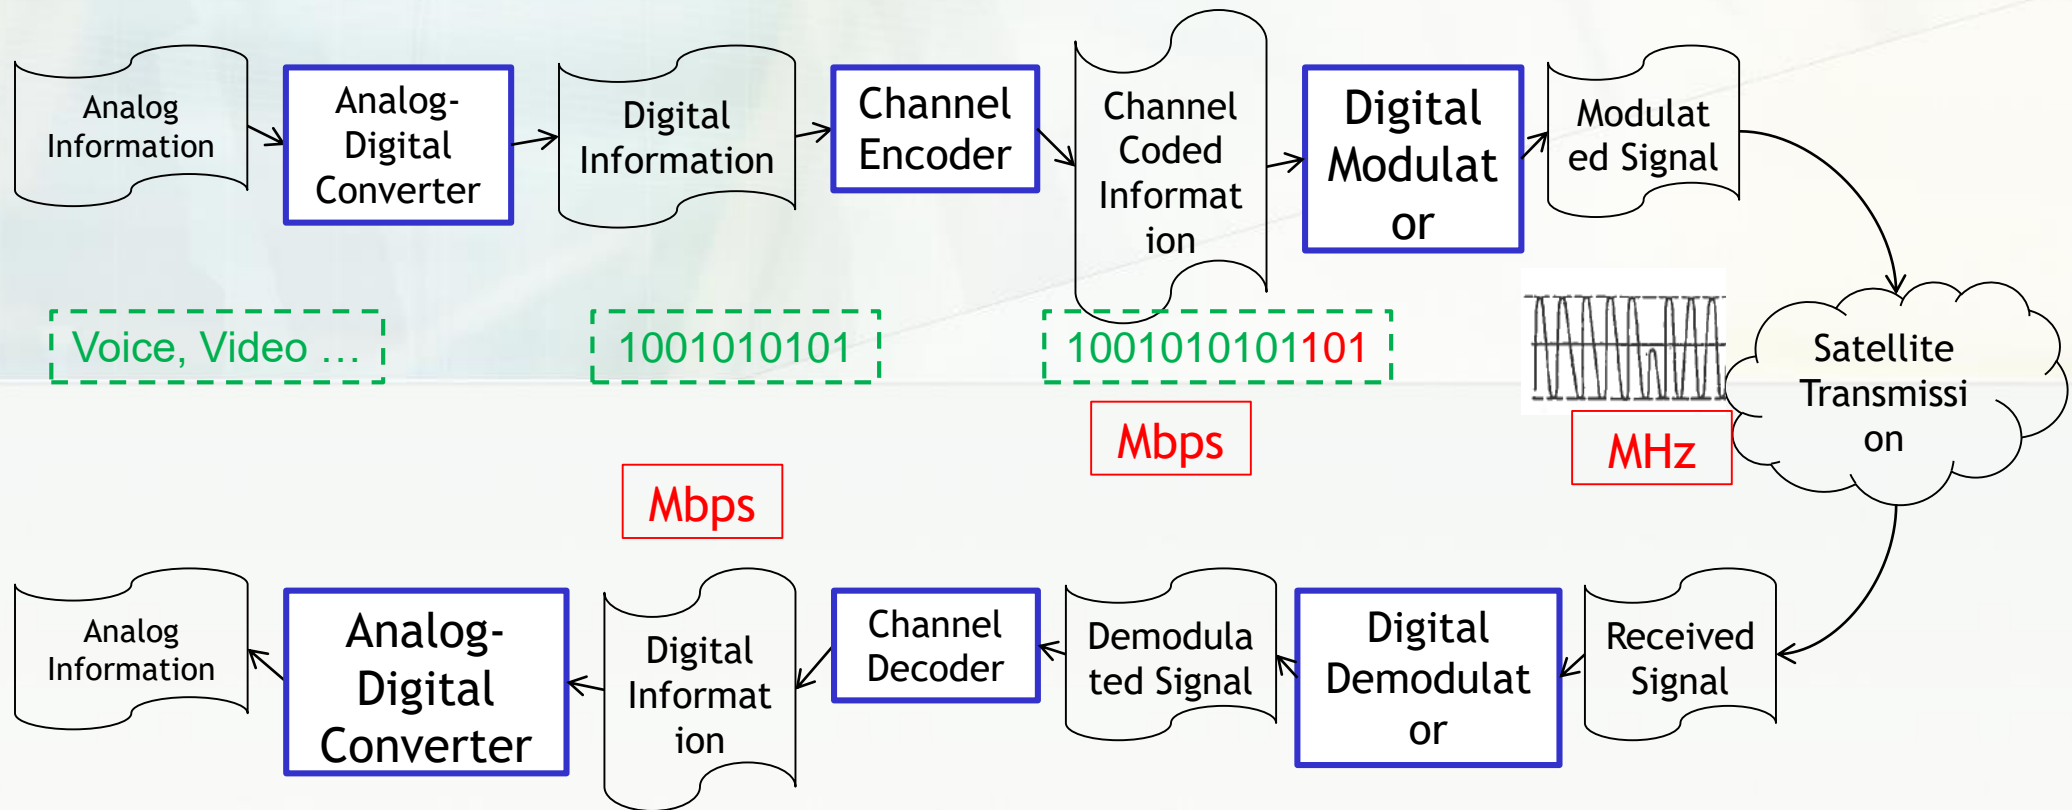 Analog
Information
Analog-
Digital
Converter
Digital
Information
Channel
Encoder
Channel
Coded
Informat
ion
Digital
Modulat
or
Modulat
ed Signal
Voice, Video …
1001010101
1001010101101
Satellite
Transmissi
on
Mbps
Mbps
MHz
Analog
Information
Analog-
Digital
Converter
Digital
Informat
ion
Channel
Decoder
Demodula
ted Signal
Digital
Demodulat
or
Received
Signal